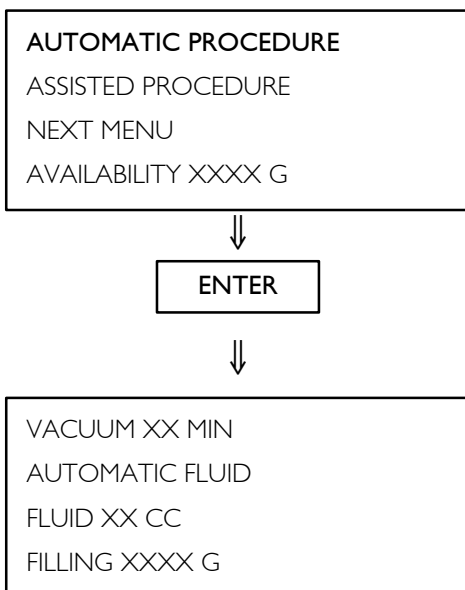 AUTOMATIC PROCEDURE
ASSISTED PROCEDURE
NEXT MENU
AVAILABILITY XXXX G
⇓
ENTER
⇓
VACUUM XX MIN
AUTOMATIC FLUID
FLUID XX CC
FILLING XXXX G